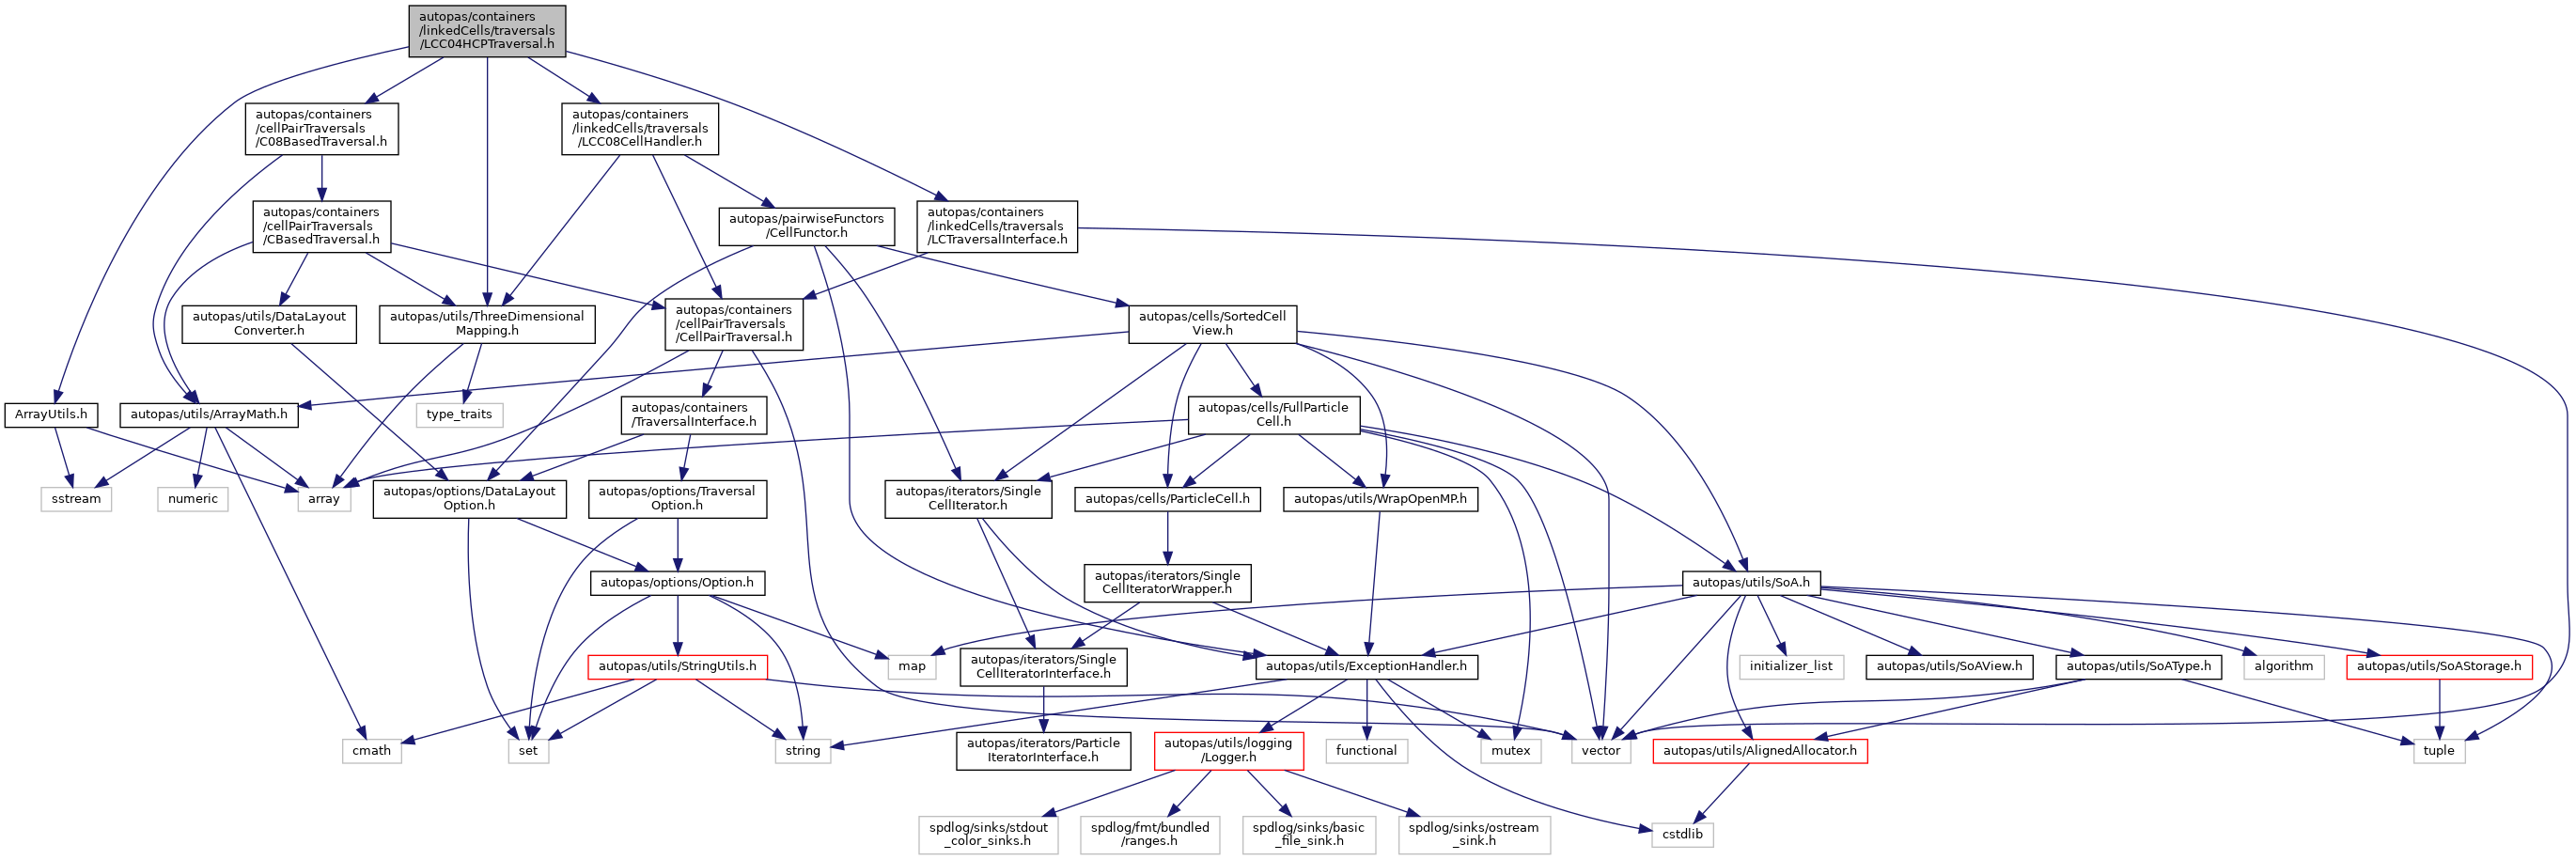 autopas/containers
/linkedCells/traversals
/LCC04HCPTraversal.h
autopas/containers
/cellPairTraversals
/C08BasedTraversal.h
autopas/containers
/linkedCells/traversals
/LCC08CellHandler.h
autopas/containers
/cellPairTraversals
/CBasedTraversal.h
autopas/pairwiseFunctors
/CellFunctor.h
autopas/containers
/linkedCells/traversals
/LCTraversalInterface.h
autopas/utils/DataLayout
Converter.h
autopas/utils/ThreeDimensional
Mapping.h
autopas/containers
/cellPairTraversals
/CellPairTraversal.h
autopas/cells/SortedCell
View.h
ArrayUtils.h
autopas/utils/ArrayMath.h
type_traits
autopas/containers
/TraversalInterface.h
autopas/cells/FullParticle
Cell.h
sstream
numeric
array
autopas/options/DataLayout
Option.h
autopas/options/Traversal
Option.h
autopas/iterators/Single
CellIterator.h
autopas/cells/ParticleCell.h
autopas/utils/WrapOpenMP.h
autopas/options/Option.h
autopas/iterators/Single
CellIteratorWrapper.h
autopas/utils/SoA.h
autopas/utils/StringUtils.h
map
autopas/iterators/Single
CellIteratorInterface.h
autopas/utils/ExceptionHandler.h
initializer_list
autopas/utils/SoAView.h
autopas/utils/SoAType.h
algorithm
autopas/utils/SoAStorage.h
cmath
set
string
autopas/iterators/Particle
IteratorInterface.h
autopas/utils/logging
/Logger.h
functional
mutex
vector
autopas/utils/AlignedAllocator.h
tuple
spdlog/sinks/stdout
_color_sinks.h
spdlog/fmt/bundled
/ranges.h
spdlog/sinks/basic
_file_sink.h
spdlog/sinks/ostream
_sink.h
cstdlib